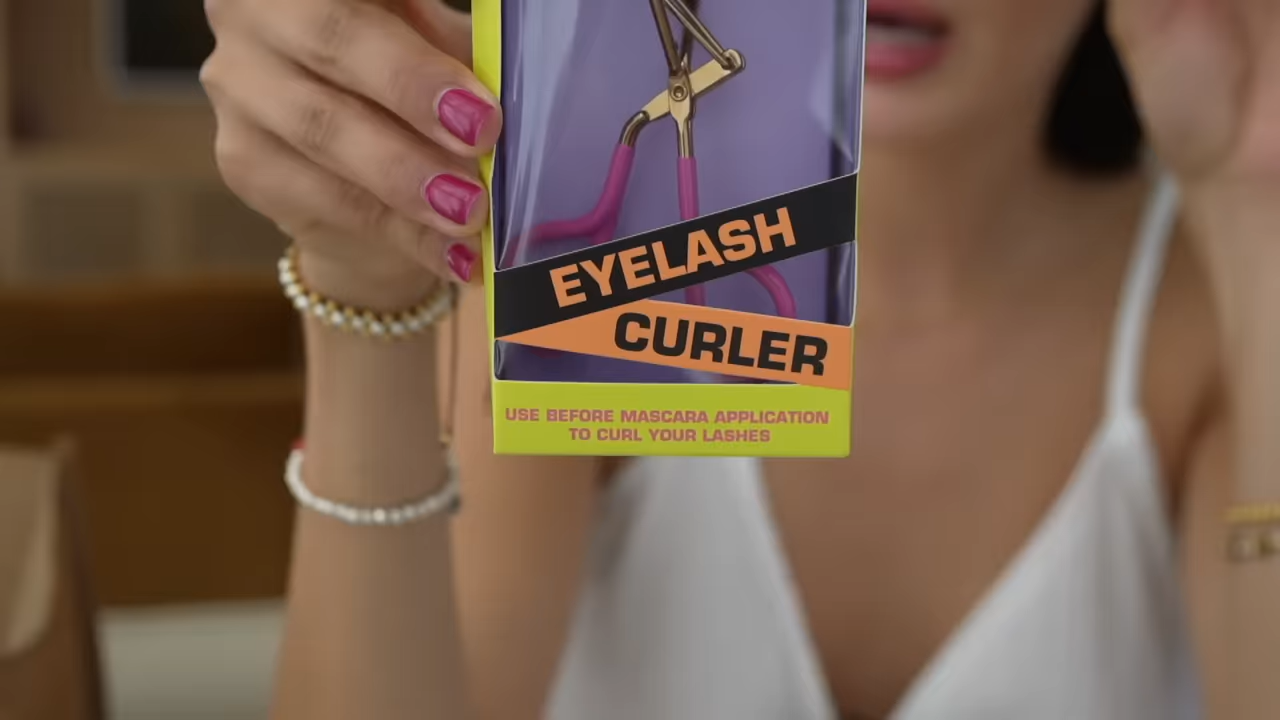 EYELASH
CURLER
USE BEFORE MASCARA APPLICATION
TO CURL YOUR LASHES